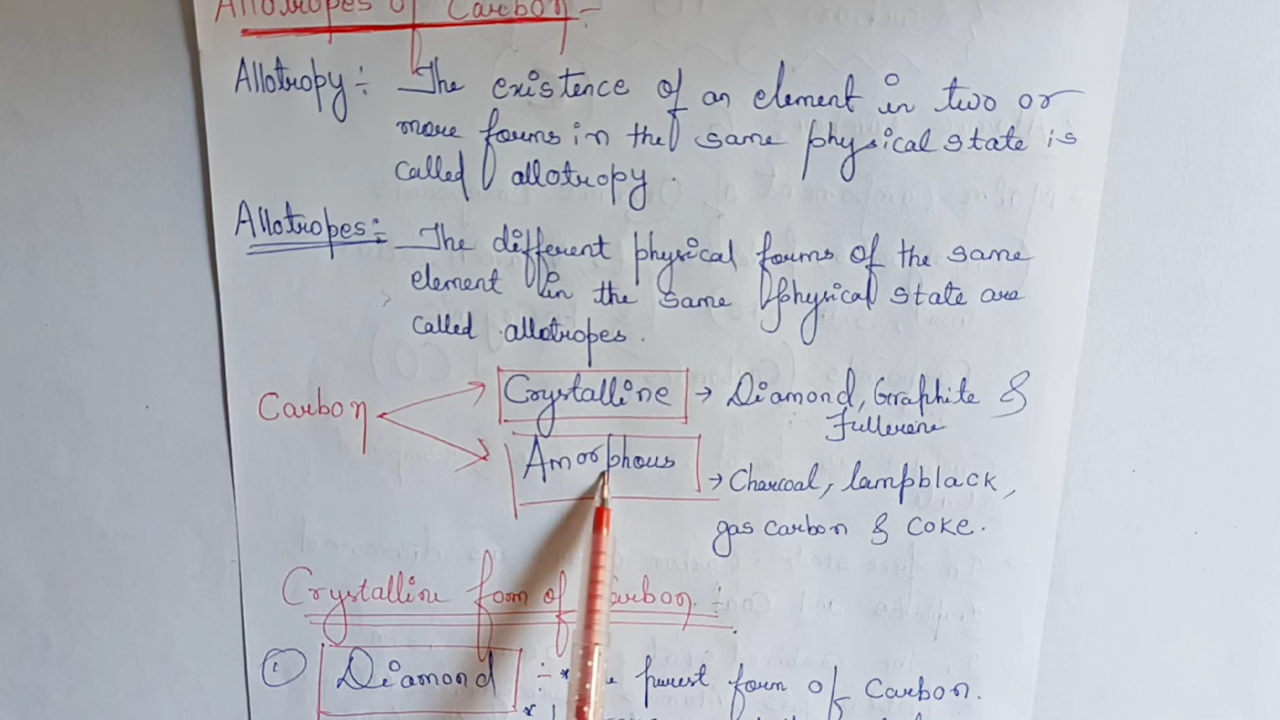 Allotropes of Carbon:-
Allotropy ÷ The existence of an element in two or
more forms in the same physical state is
called allotropy.
Allotropes:- The different physical forms of the same
element in the same physical state are
called allotropes.
Carbon
Crystalline → Diamond, Graphite &
Fullerene
Amorphous → Charcoal, lampblack,
gas carbon & coke.
Crystalline form of Carbon:
① Diamond ÷ * purest form of Carbon.
*